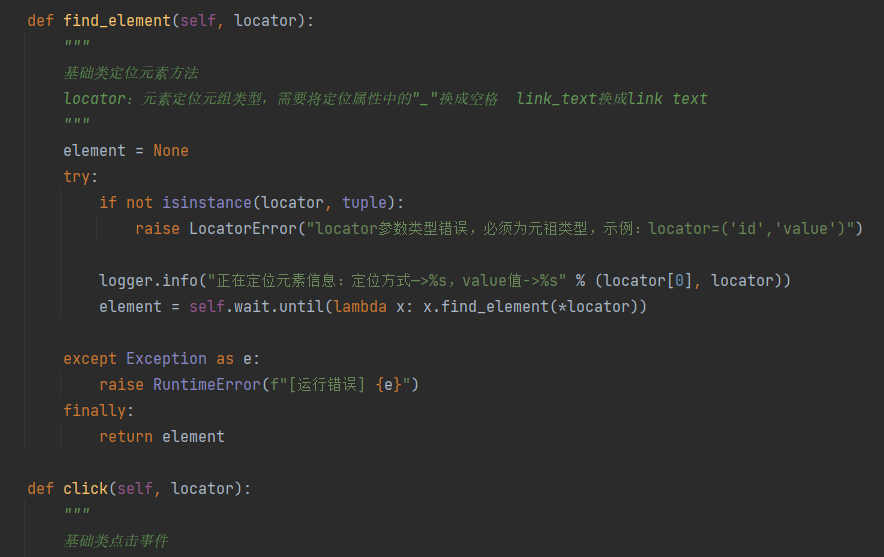 def find_element(self, locator):
"""
基础类定位元素方法
locator：元素定位元组类型，需要将定位属性中的"_"换成空格  link_text换成link text
"""
element = None
try:
if not isinstance(locator, tuple):
raise LocatorError("locator参数类型错误，必须为元祖类型，示例：locator=('id','value')")
logger.info("正在定位元素信息：定位方式—>%s，value值->%s" % (locator[0], locator))
element = self.wait.until(lambda x: x.find_element(*locator))
except Exception as e:
raise RuntimeError(f"[运行错误] {e}")
finally:
return element
def click(self, locator):
"""
基础类点击事件